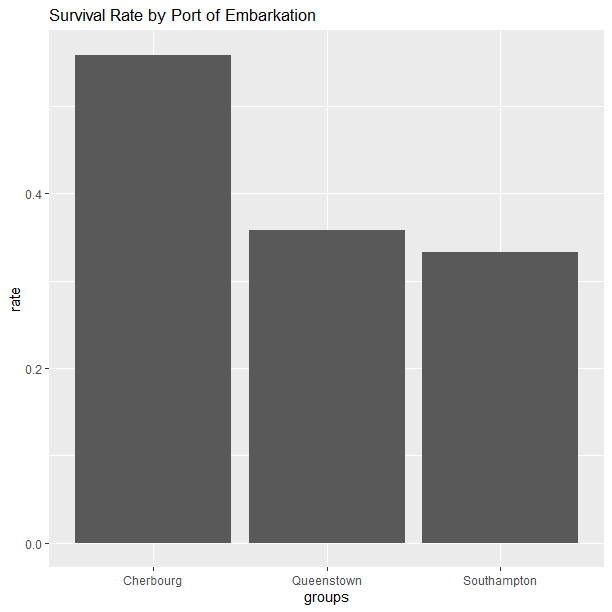 Survival Rate by Port of Embarkation
rate
0.4
0.2
0.0
Cherbourg Queenstown Southampton
groups